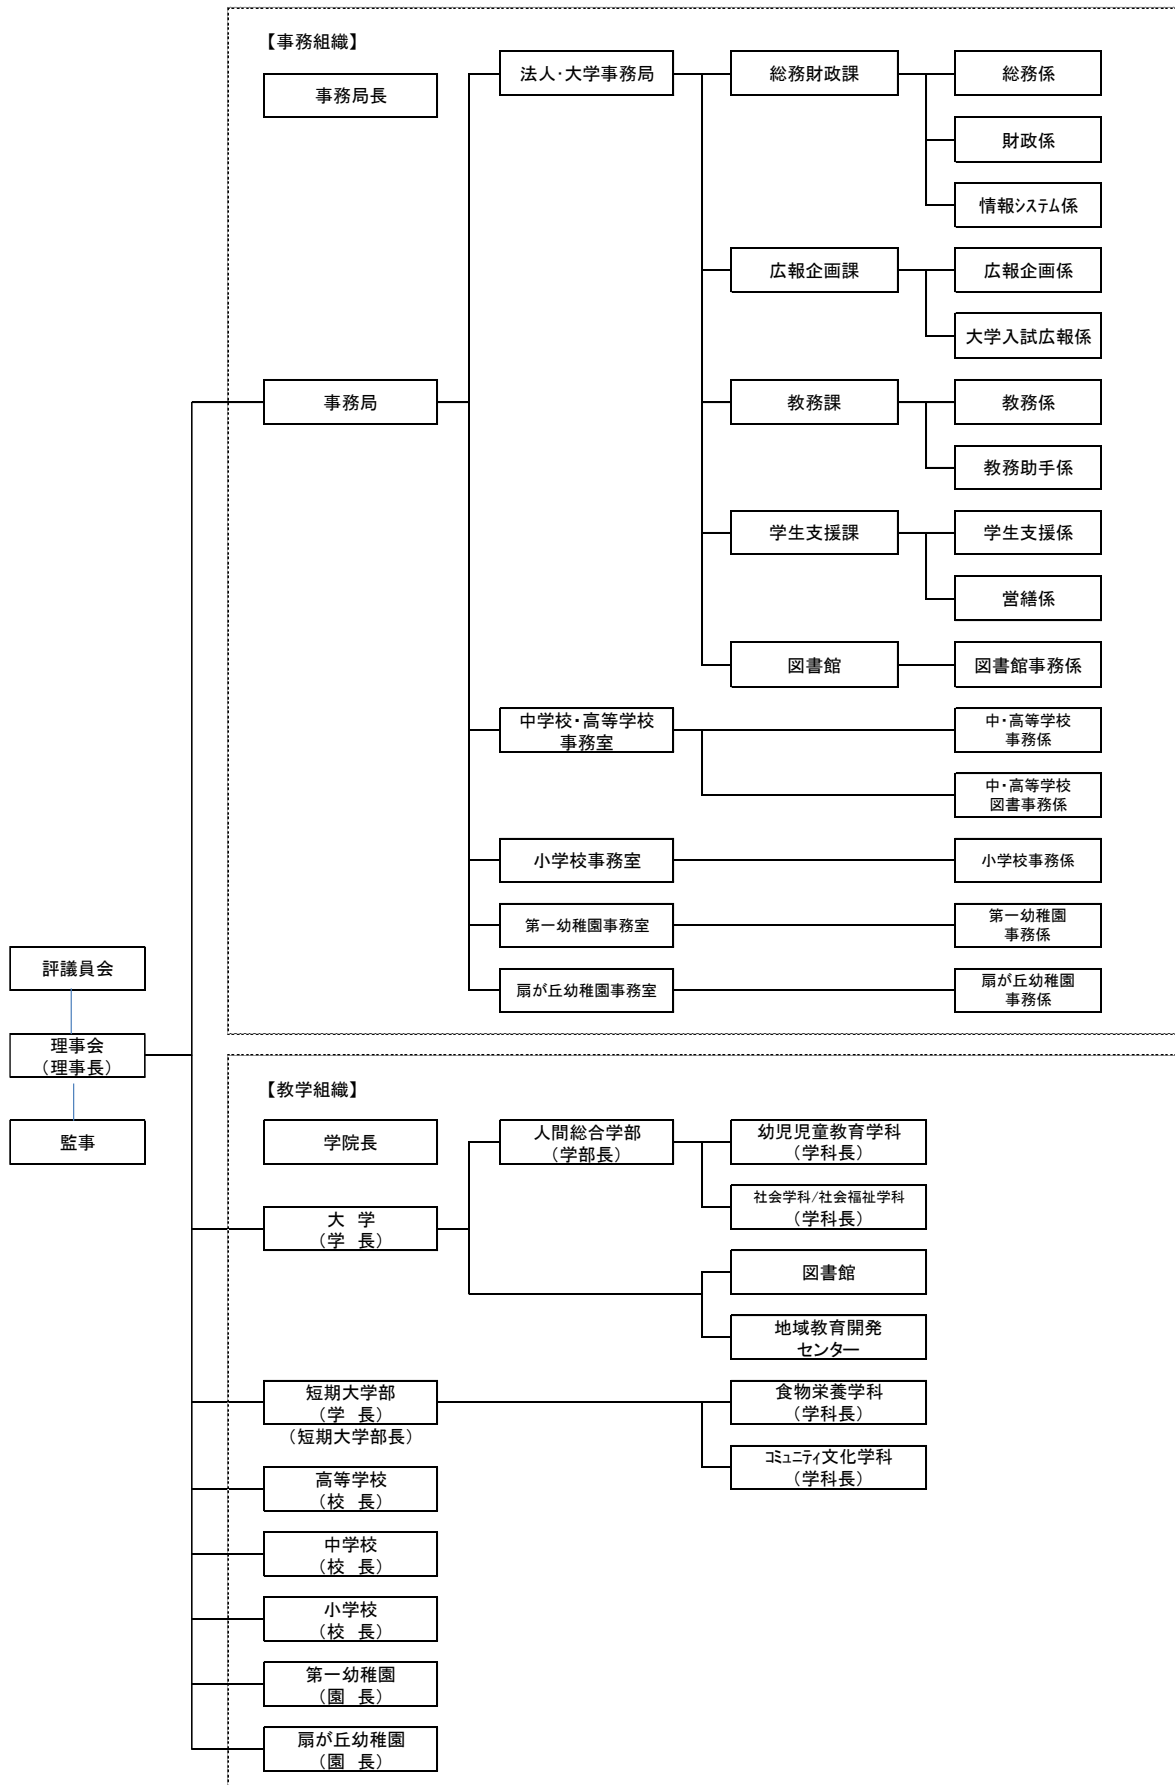 【事務組織】
事務局長
法人・大学事務局
総務財政課
総務係
財政係
情報システム係
広報企画課
広報企画係
大学入試広報係
事務局
教務課
教務係
教務助手係
学生支援課
学生支援係
営繕係
図書館
図書館事務係
中学校・高等学校
事務室
中・高等学校
事務係
中・高等学校
図書事務係
小学校事務室
小学校事務係
第一幼稚園事務室
第一幼稚園
事務係
扇が丘幼稚園事務室
扇が丘幼稚園
事務係
評議員会
理事会
（理事長）
監事
【教学組織】
学院長
人間総合学部
（学部長）
幼児児童教育学科
（学科長）
社会学科/社会福祉学科
（学科長）
大　学
（学　長）
図書館
地域教育開発
センター
短期大学部
（学　長）
（短期大学部長）
食物栄養学科
（学科長）
コミュニティ文化学科
（学科長）
高等学校
（校　長）
中学校
（校　長）
小学校
（校　長）
第一幼稚園
（園　長）
扇が丘幼稚園
（園　長）